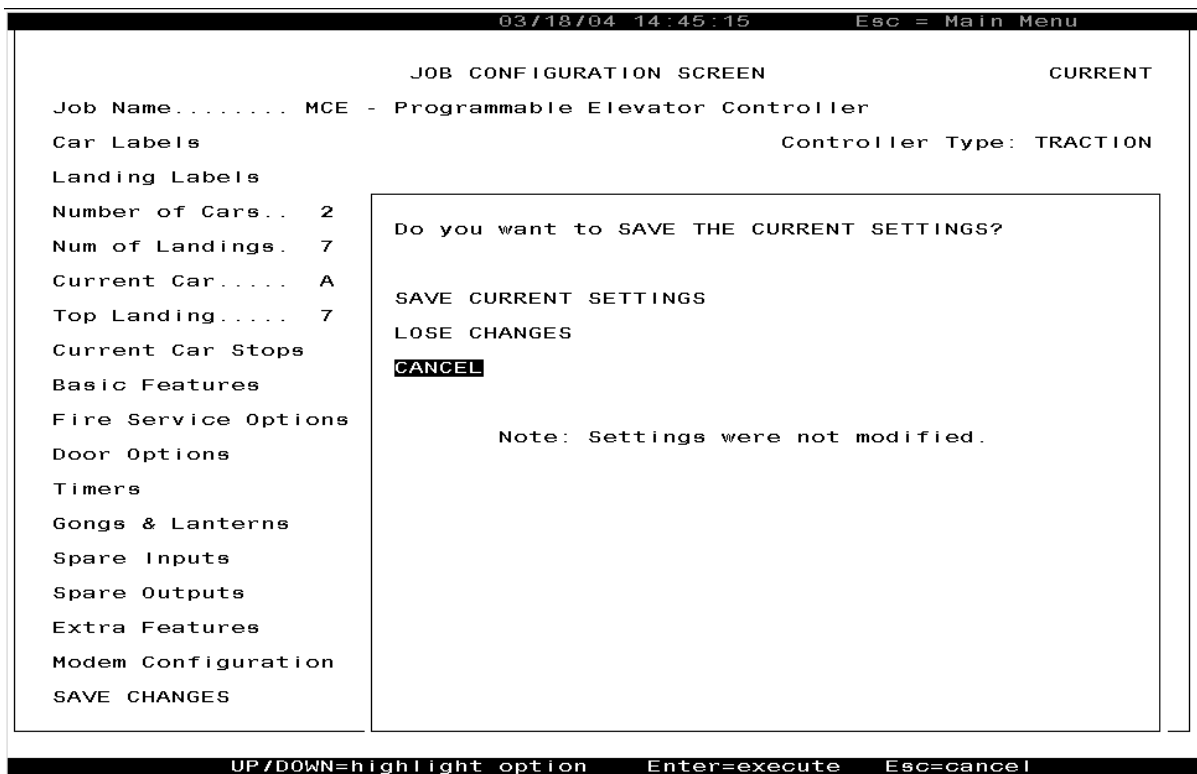 03/18/04 14:45:15 Esc = Main Menu
JOB CONFIGURATION SCREEN CURRENT
Job Name........ MCE - Programmable Elevator Controller
Car Labels Controller Type: TRACTION
Landing Labels
Number of Cars.. 2
Num of Landings. 7
Current Car..... A
Top Landing..... 7
Current Car Stops
Basic Features
Fire Service Options
Door Options
Timers
Gongs & Lanterns
Spare Inputs
Spare Outputs
Extra Features
Modem Configuration
SAVE CHANGES
Do you want to SAVE THE CURRENT SETTINGS?
SAVE CURRENT SETTINGS
LOSE CHANGES
CANCEL
Note: Settings were not modified.
UP/DOWN=highlight option Enter=execute Esc=cancel